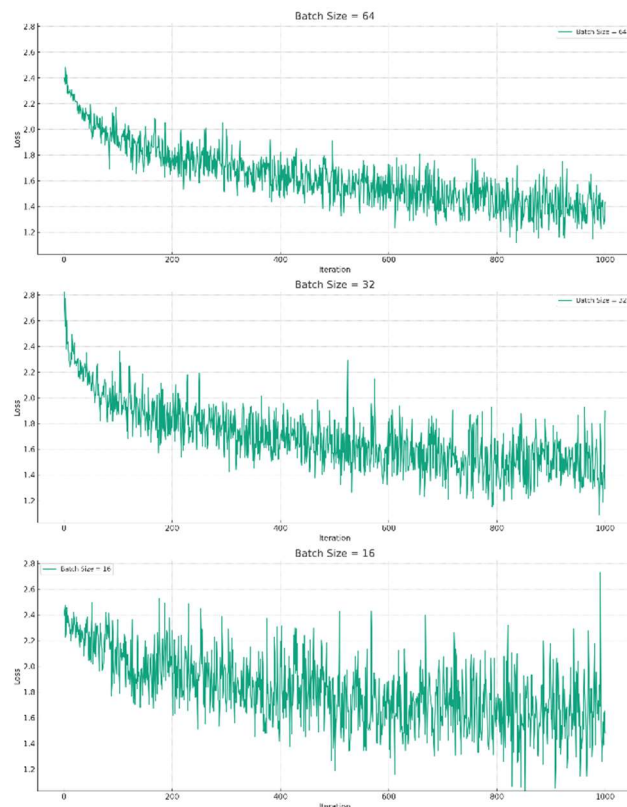 Batch Size = 64
Batch Size = 64
2.8
2.6
2.4
2.2
2.0
1.8
1.6
1.4
1.2
Loss
0 200 400 600 800 1000
Iteration
Batch Size = 32
Batch Size = 32
2.8
2.6
2.4
2.2
2.0
1.8
1.6
1.4
1.2
Loss
0 200 400 600 800 1000
Iteration
Batch Size = 16
Batch Size = 16
2.4
2.2
2.0
1.8
1.6
1.4
1.2
Loss
0 200 400 600 800 1000
Iteration